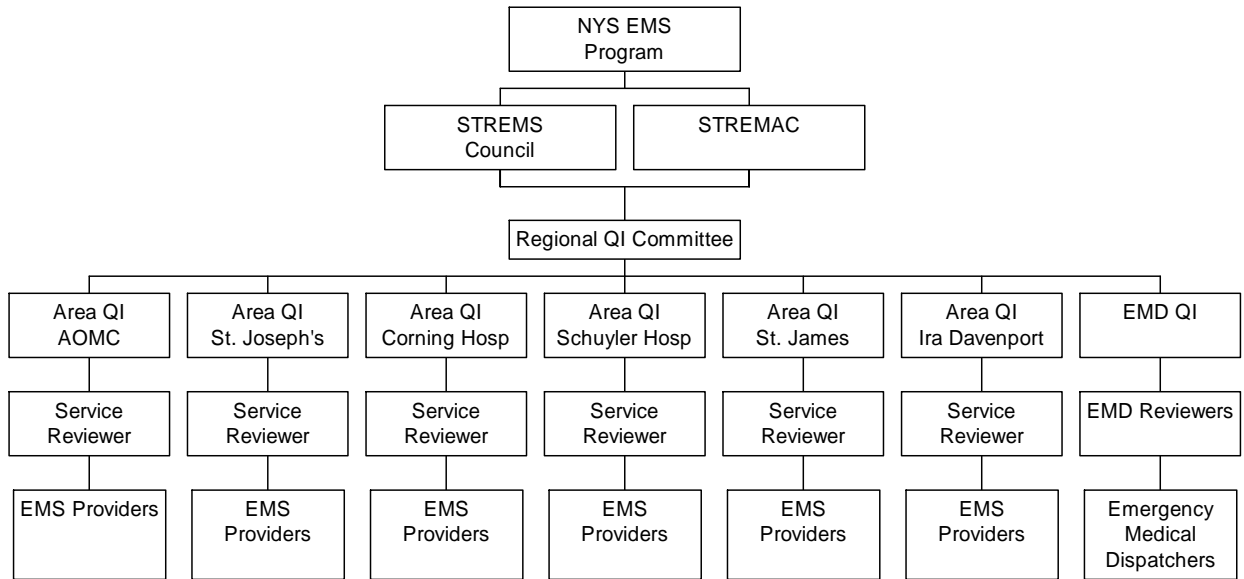 NYS EMS
Program
STREMS
Council
STREMAC
Regional QI Committee
Area QI
AOMC
Area QI
St. Joseph's
Area QI
Corning Hosp
Area QI
Schuyler Hosp
Area QI
St. James
Area QI
Ira Davenport
EMD QI
Service
Reviewer
Service
Reviewer
Service
Reviewer
Service
Reviewer
Service
Reviewer
Service
Reviewer
EMD Reviewers
EMS Providers
EMS
Providers
EMS
Providers
EMS
Providers
EMS
Providers
EMS
Providers
Emergency
Medical
Dispatchers